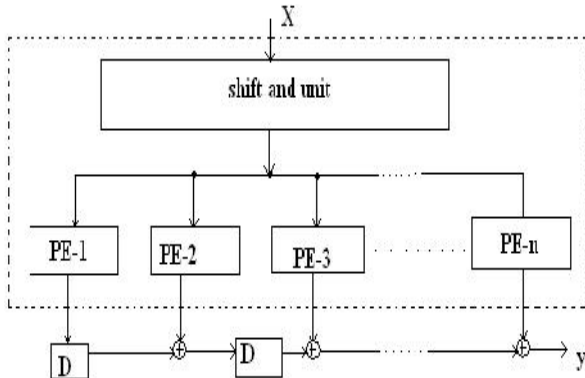 X
shift and unit
PE-1
PE-2
PE-3
PE-n
D
D
y